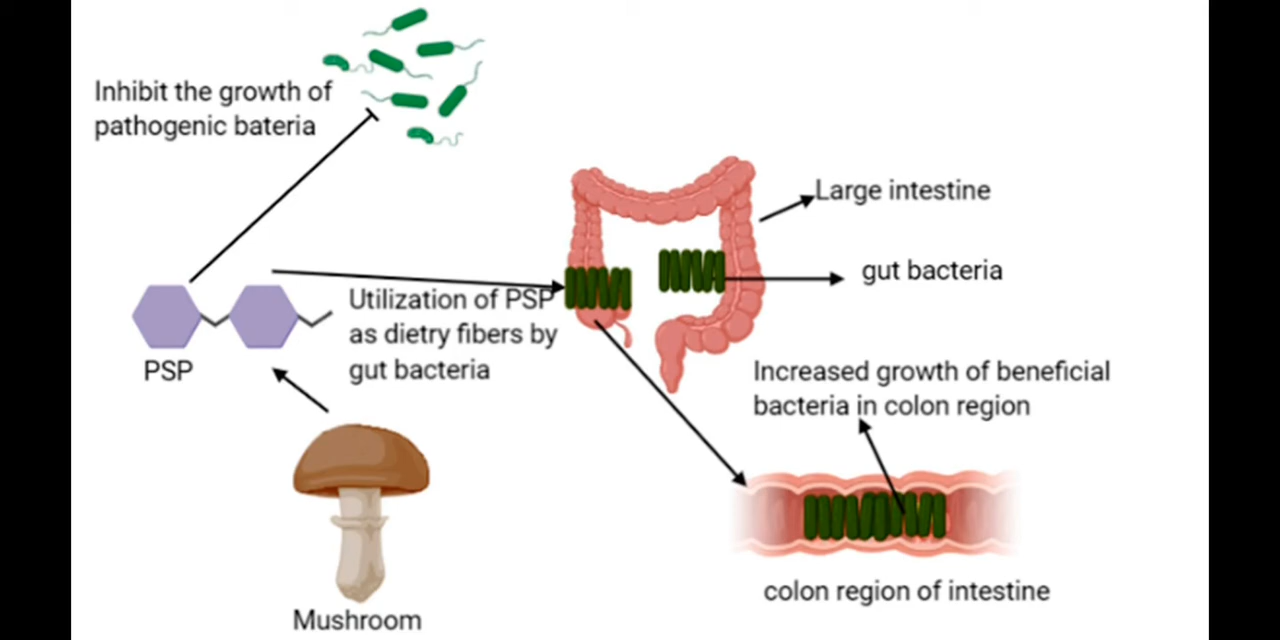 Inhibit the growth of
pathogenic bateria
Large intestine
gut bacteria
Utilization of PSP
as dietry fibers by
gut bacteria
PSP
Increased growth of beneficial
bacteria in colon region
colon region of intestine
Mushroom